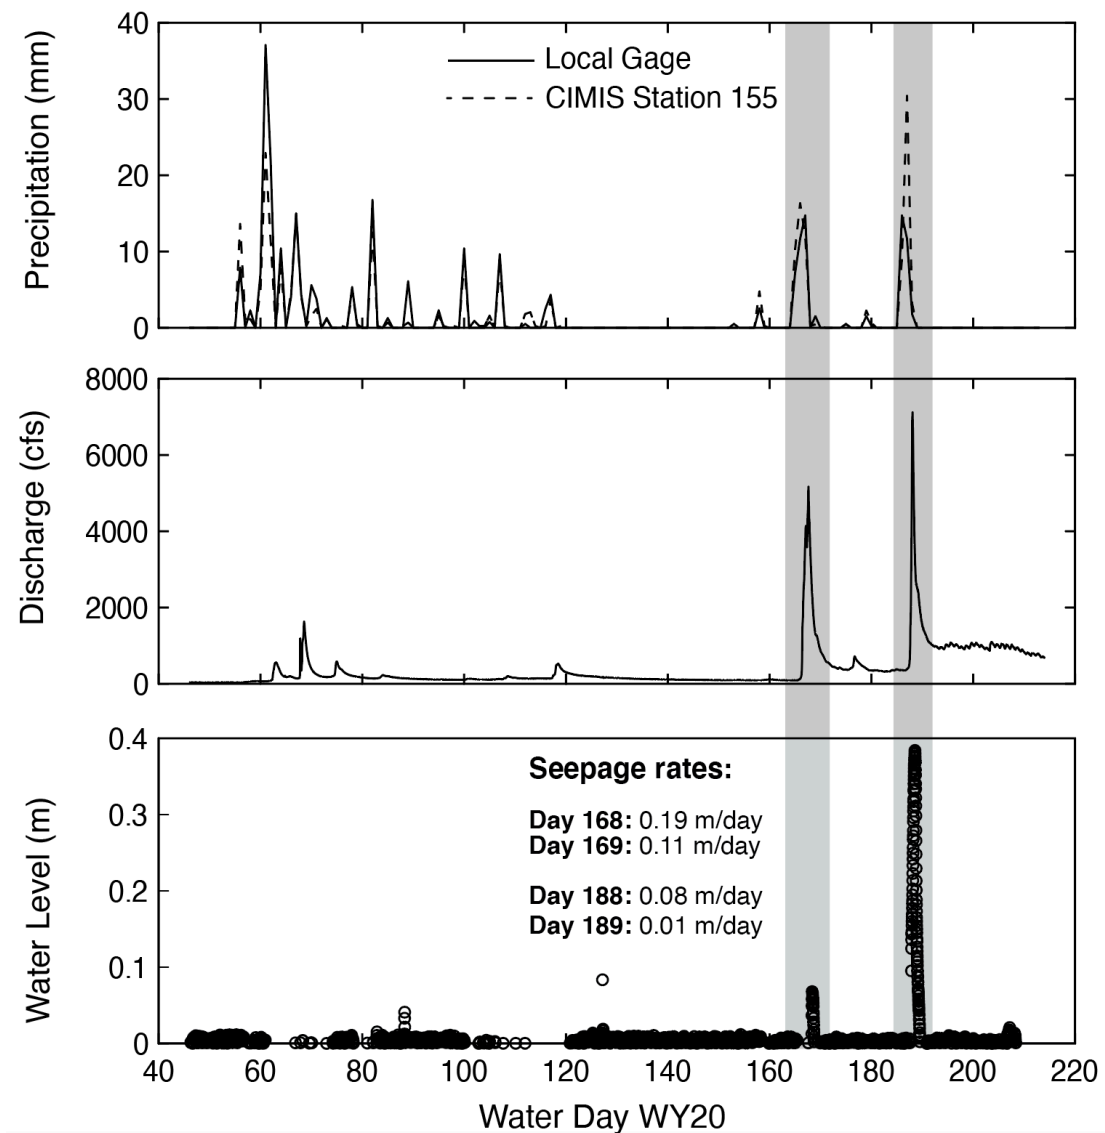 40
30
20
10
0
Precipitation (mm)
Local Gage
CIMIS Station 155
8000
6000
4000
2000
0
Discharge (cfs)
0.4
0.3
0.2
0.1
0
Water Level (m)
Seepage rates:
Day 168: 0.19 m/day
Day 169: 0.11 m/day
Day 188: 0.08 m/day
Day 189: 0.01 m/day
40 60 80 100 120 140 160 180 200 220
Water Day WY20